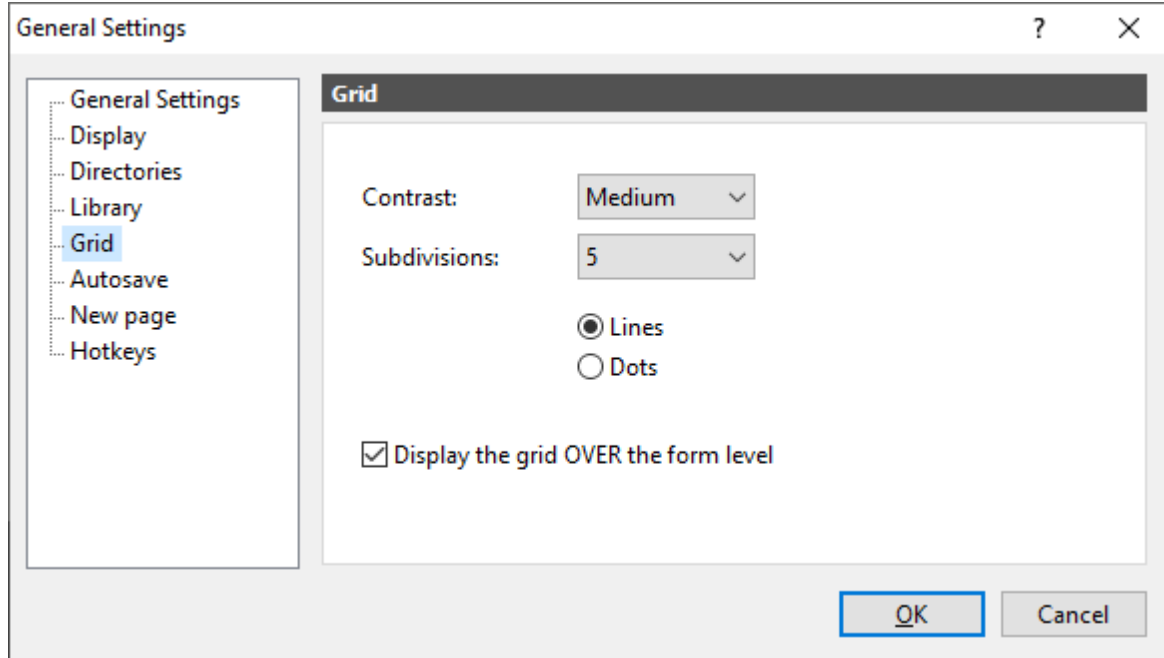 General Settings ?
General Settings
Display
Directories
Library
Grid
Autosave
New page
Hotkeys
Grid
Contrast: Medium
Subdivisions: 5
Lines
Dots
Display the grid OVER the form level
OK Cancel